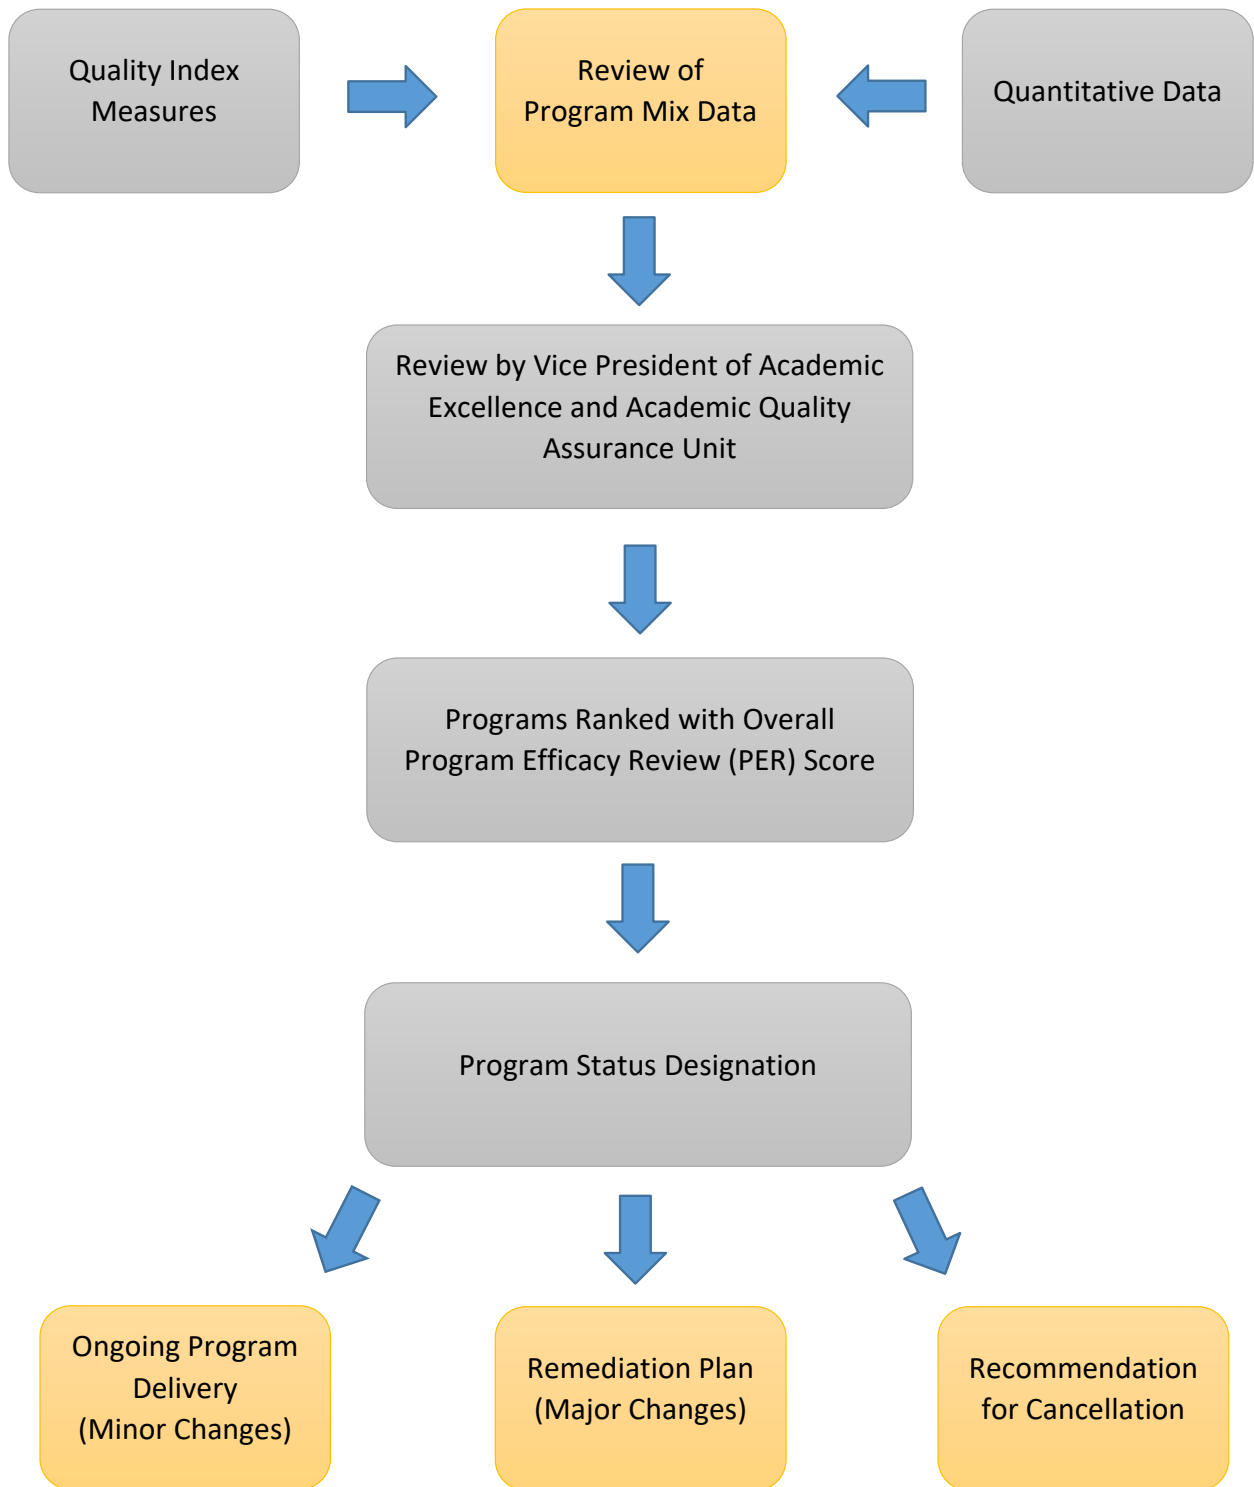 Quality Index
Measures
Review of
Program Mix Data
Quantitative Data
Review by Vice President of Academic
Excellence and Academic Quality
Assurance Unit
Programs Ranked with Overall
Program Efficacy Review (PER) Score
Program Status Designation
Ongoing Program
Delivery
(Minor Changes)
Remediation Plan
(Major Changes)
Recommendation
for Cancellation